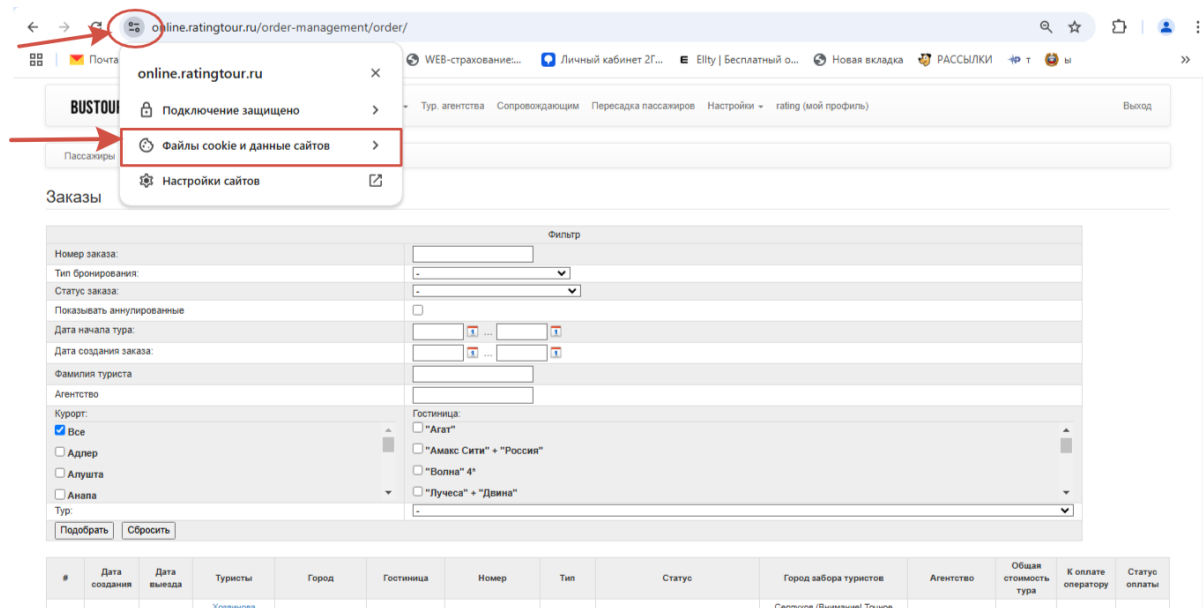 online.ratingtour.ru/order-management/order/
Почта
WEB-страхование:...
Личный кабинет 2Г...
E Ellty | Бесплатный о...
Новая вкладка
РАССЫЛКИ
т
ы
online.ratingtour.ru
Подключение защищено
Файлы cookie и данные сайтов
Настройки сайтов
BUSTOU
Тур. агентства Сопровождающим Пересадка пассажиров Настройки rating (мой профиль) Выход
Пассажиры
Заказы
Фильтр
Номер заказа:
Тип бронирования: -
Статус заказа: -
Показывать аннулированные
Дата начала тура: ...
Дата создания заказа: ...
Фамилия туриста
Агентство
Курорт: Гостиница:
Все "Агат"
Адлер "Амакс Сити" + "Россия"
Алушта "Волна" 4*
Анапа "Лучеса" + "Двина"
Тур: -
Подобрать Сбросить
# Дата создания Дата выезда Туристы Город Гостиница Номер Тип Статус Город забора туристов Агентство Общая стоимость тура К оплате оператору Статус оплаты
Серпухов (Внимание! Точное